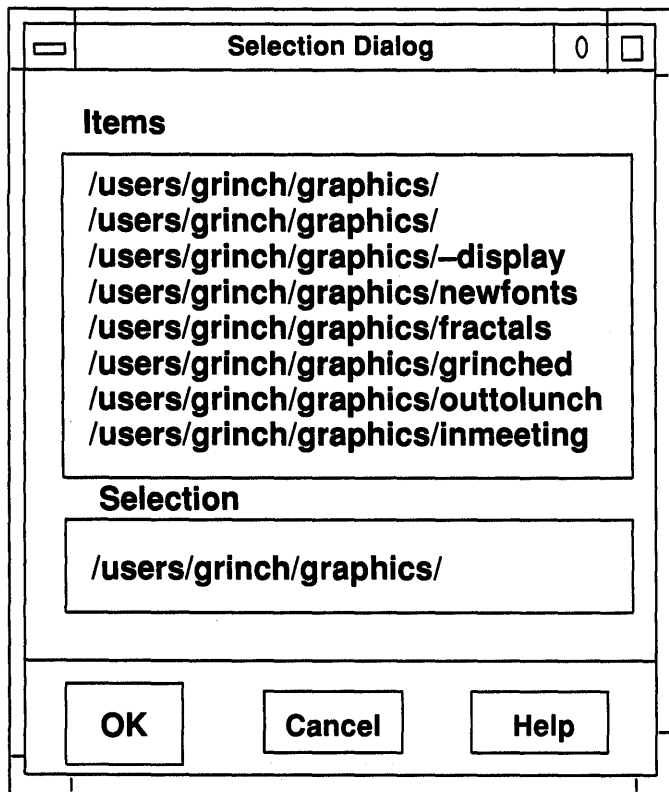 Selection Dialog
Items
/users/grinch/graphics/
/users/grinch/graphics/
/users/grinch/graphics/–display
/users/grinch/graphics/newfonts
/users/grinch/graphics/fractals
/users/grinch/graphics/grinched
/users/grinch/graphics/outtolunch
/users/grinch/graphics/inmeeting
Selection
/users/grinch/graphics/
OK Cancel Help